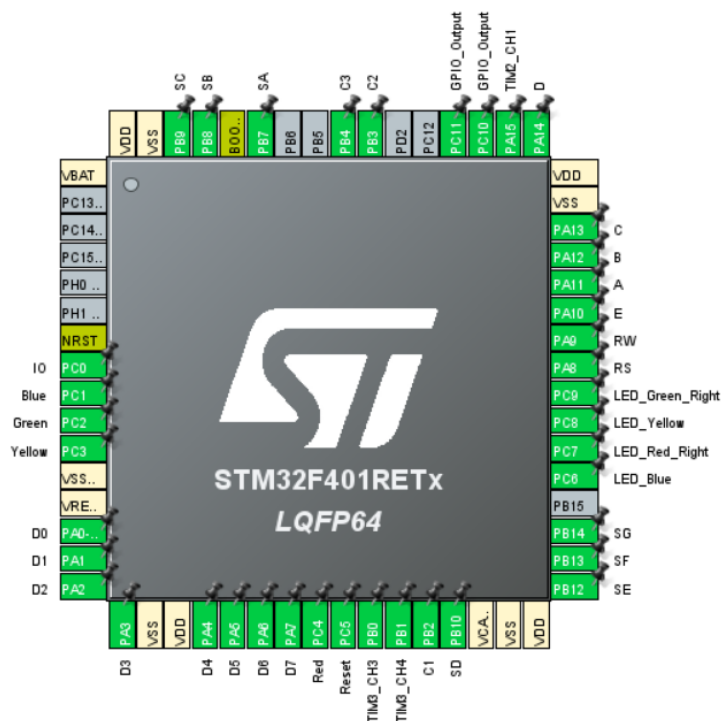 SC
SB
SA
C3
C2
GPIO_Output
GPIO_Output
TIM2_CH1
D
VDD
VSS
PB9
PB8
BOO..
PB7
PB6
PB5
PB4
PB3
PD2
PC12
PC11
PC10
PA15
PA14
VBAT
PC13..
PC14..
PC15..
PH0 ..
PH1 ..
NRST
IO PC0
Blue PC1
Green PC2
Yellow PC3
VSS..
VRE..
D0 PA0-..
D1 PA1
D2 PA2
VDD
VSS
PA13 C
PA12 B
PA11 A
PA10 E
PA9 RW
PA8 RS
PC9 LED_Green_Right
PC8 LED_Yellow
PC7 LED_Red_Right
PC6 LED_Blue
PB15
PB14 SG
PB13 SF
PB12 SE
STM32F401RETx
LQFP64
PA3
VSS
VDD
PA4
PA5
PA6
PA7
PC4
PC5
PB0
PB1
PB2
PB10
VCA..
VSS
VDD
D3
D4
D5
D6
D7
Red
Reset
TIM3_CH3
TIM3_CH4
C1
SD